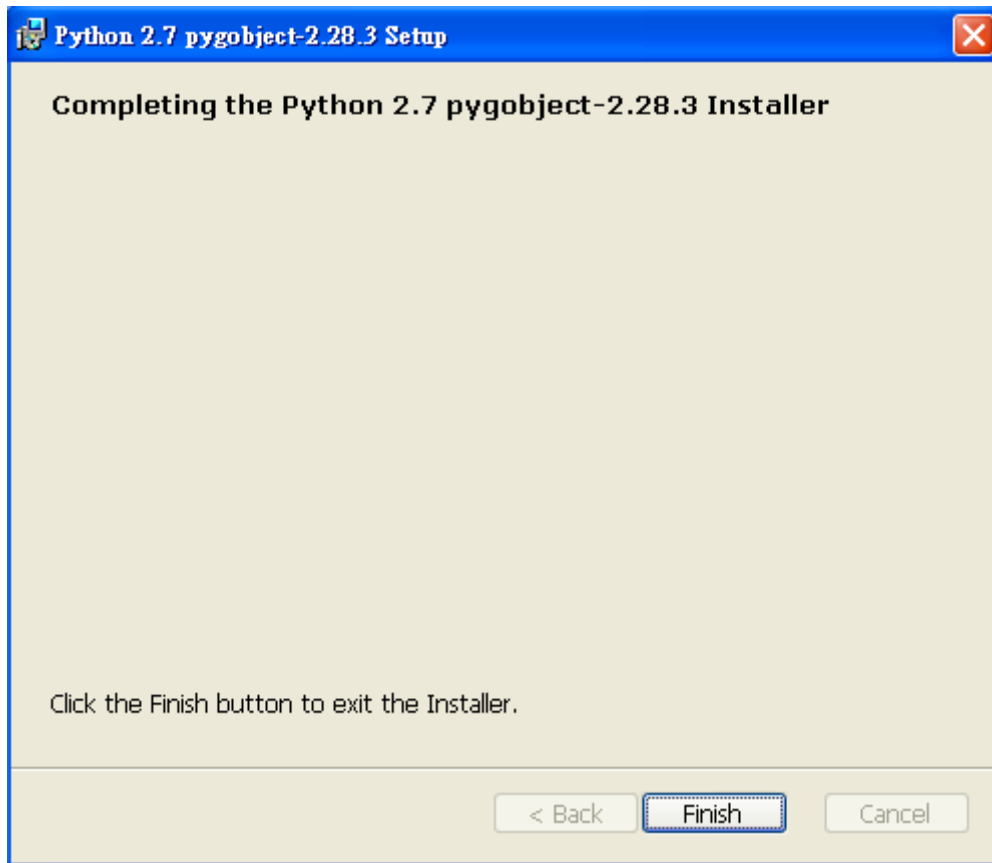 Python 2.7 pygobject-2.28.3 Setup
Completing the Python 2.7 pygobject-2.28.3 Installer
Click the Finish button to exit the Installer.
< Back Finish Cancel